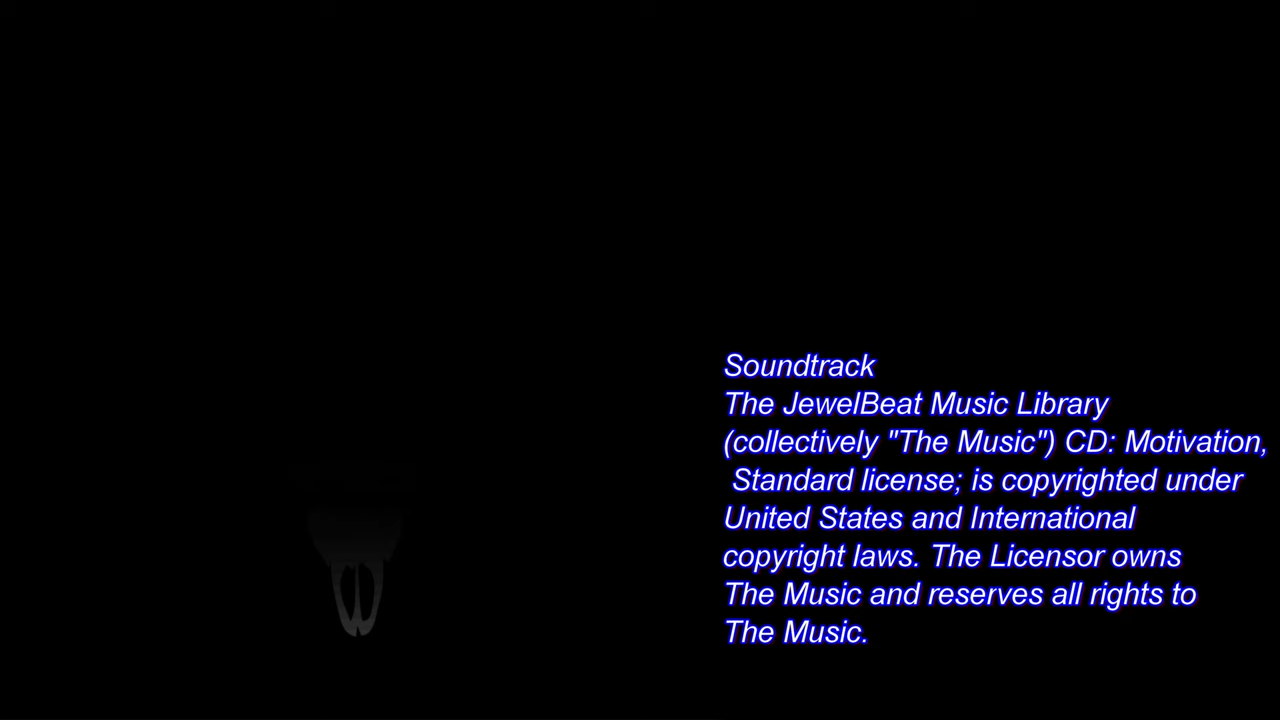 Soundtrack
The JewelBeat Music Library
(collectively "The Music") CD: Motivation,
Standard license; is copyrighted under
United States and International
copyright laws. The Licensor owns
The Music and reserves all rights to
The Music.